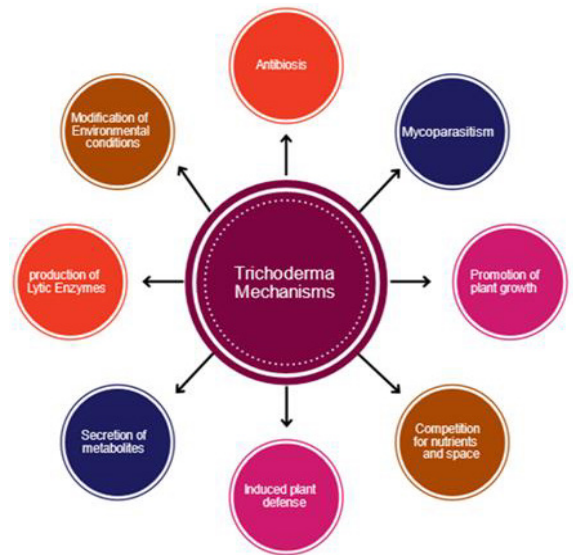 Antibiosis
Modification of
Environmental
conditions
Mycoparasitism
Trichoderma
Mechanisms
production of
Lytic Enzymes
Promotion of
plant growth
Secretion of
metabolites
Competition
for nutrients
and space
Induced plant
defense